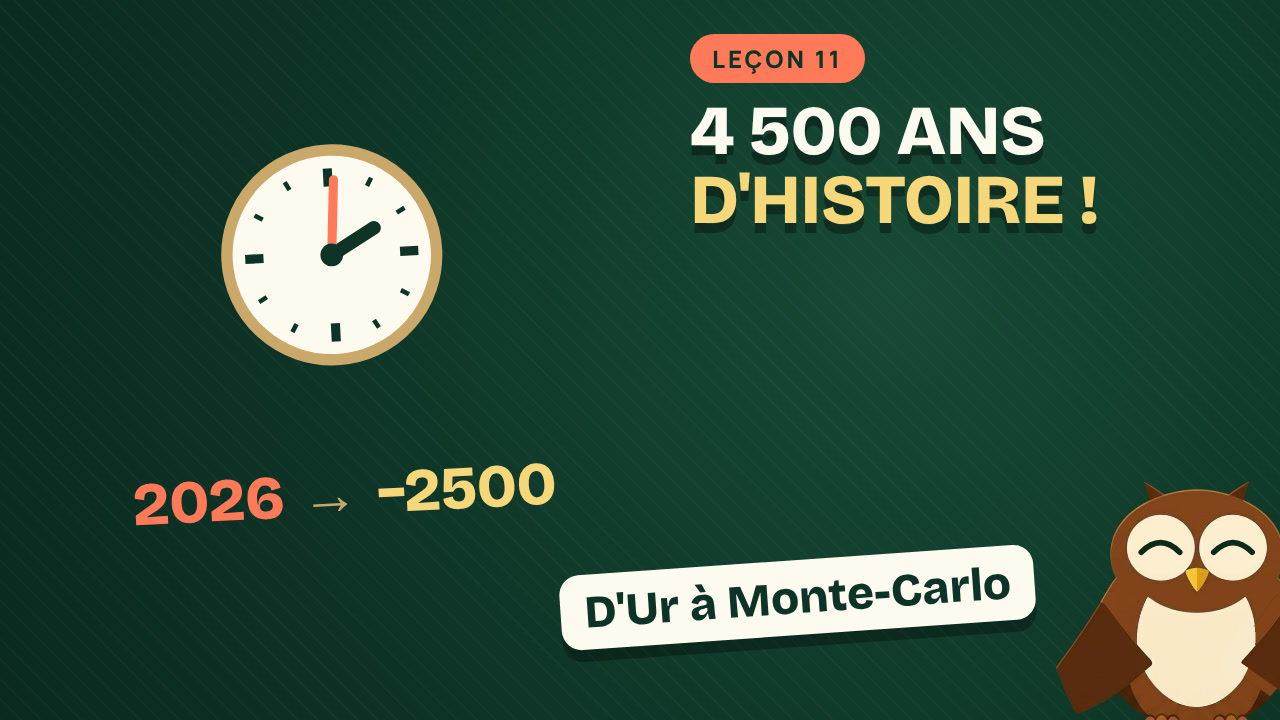 LEÇON 11
4 500 ANS
D'HISTOIRE !
2026 → −2500
D'Ur à Monte-Carlo